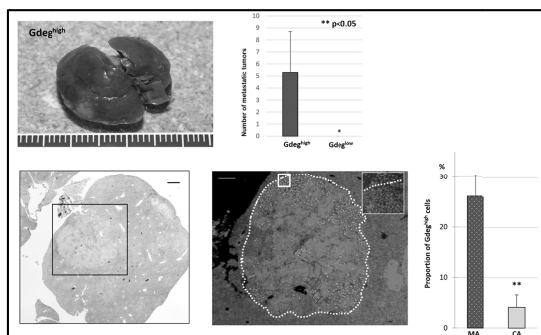 Gdeg^high
** p<0.05
Number of metastatic tumors
10
9
8
7
6
5
4
3
2
1
0
*
Gdeg^high
Gdeg^low
%
Proportion of Gdeg^high cells
30
20
10
0
**
MA
CA